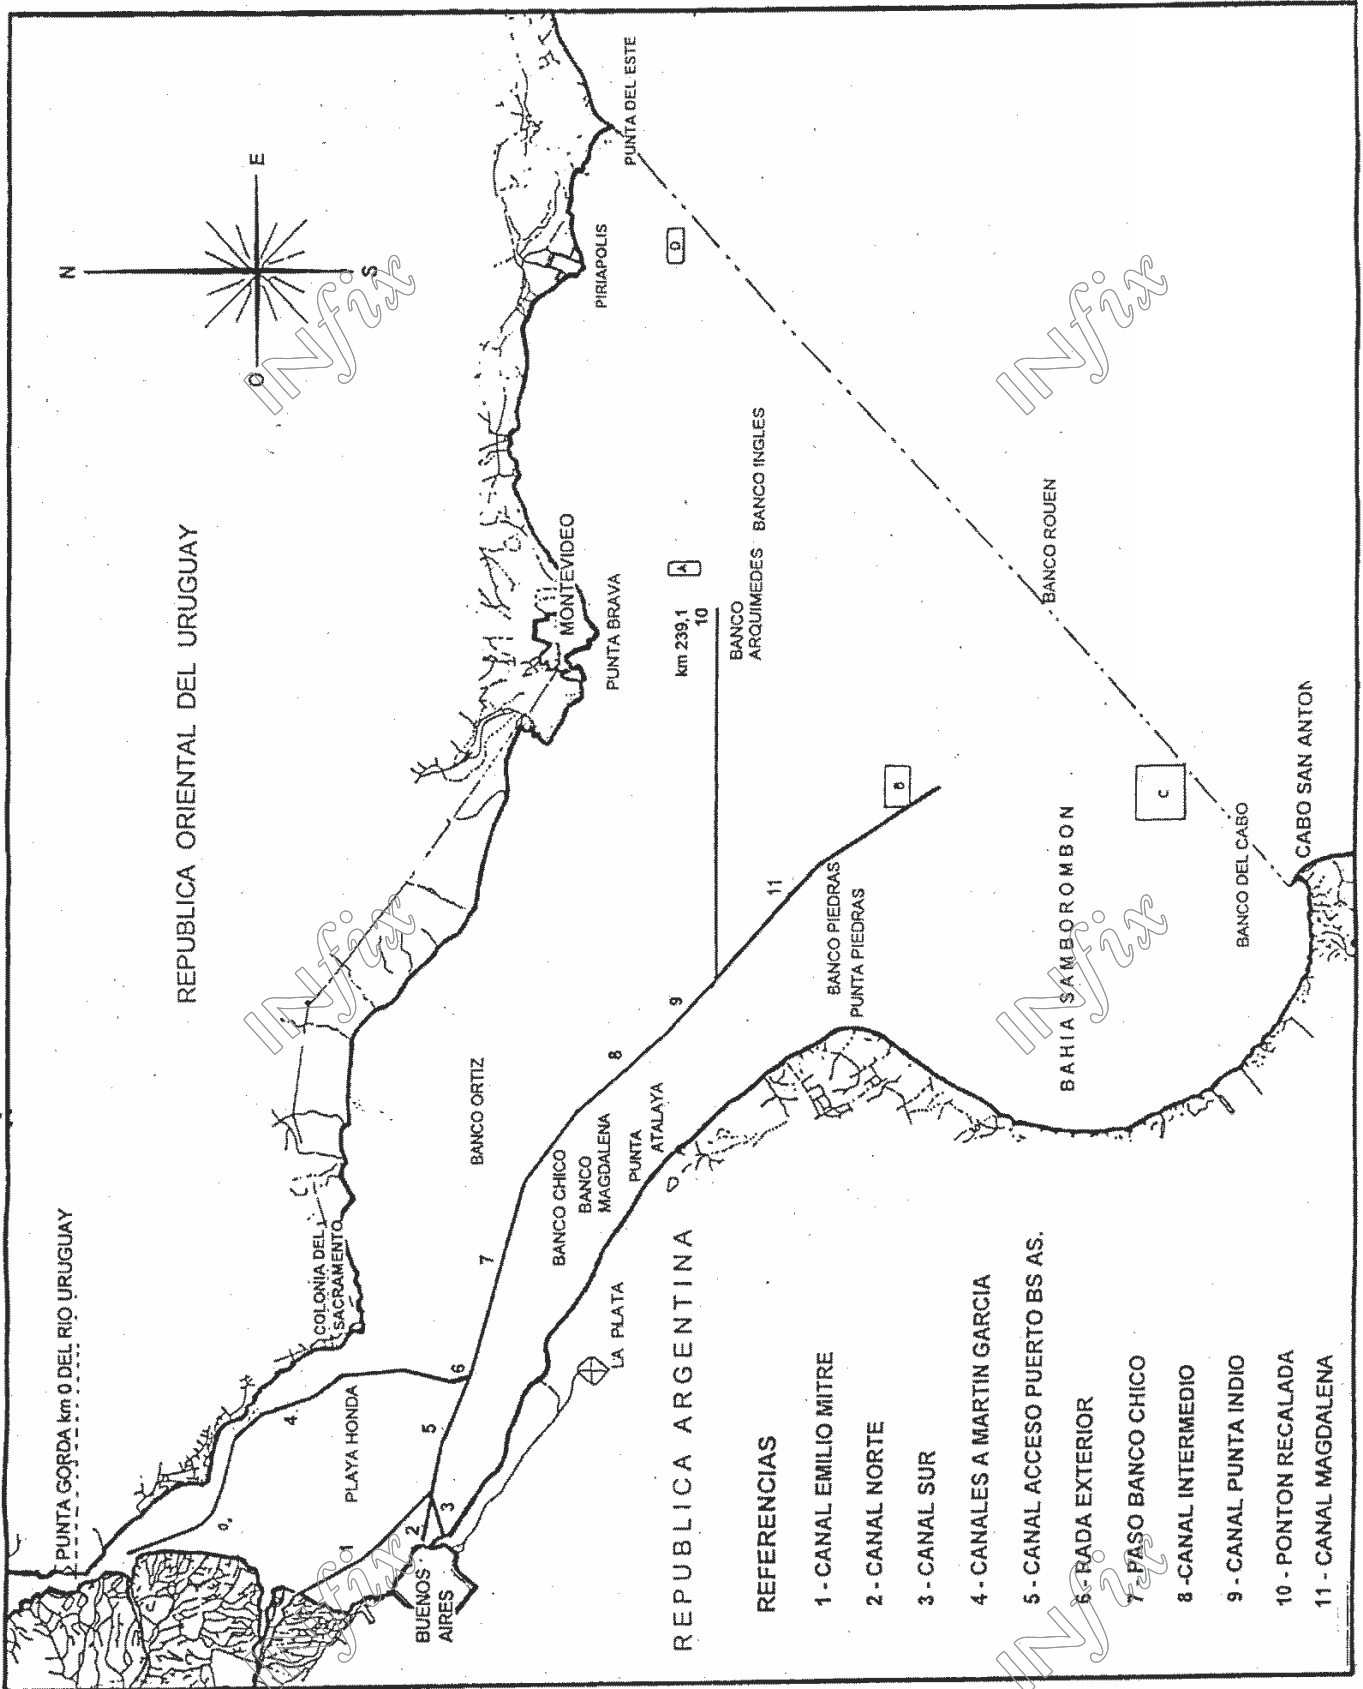 PUNTA GORDA km 0 DEL RIO URUGUAY
REPUBLICA ORIENTAL DEL URUGUAY
N
O
E
S
COLONIA DEL
SACRAMENTO
MONTEVIDEO
PUNTA BRAVA
PIRIAPOLIS
PUNTA DEL ESTE
PLAYA HONDA
BANCO ORTIZ
BUENOS
AIRES
1
2
3
4
5
6
7
8
9
11
km 239,1
10
A
B
C
D
BANCO CHICO
BANCO
MAGDALENA
PUNTA
ATALAYA
LA PLATA
BANCO
ARQUIMEDES
BANCO INGLES
BANCO PIEDRAS
PUNTA PIEDRAS
BANCO ROUEN
BAHIA SAMBOROMBON
BANCO DEL CABO
CABO SAN ANTON
REPUBLICA ARGENTINA
REFERENCIAS
1 - CANAL EMILIO MITRE
2 - CANAL NORTE
3 - CANAL SUR
4 - CANALES A MARTIN GARCIA
5 - CANAL ACCESO PUERTO BS AS.
6 - RADA EXTERIOR
7 - PASO BANCO CHICO
8 -CANAL INTERMEDIO
9 - CANAL PUNTA INDIO
10 - PONTON RECALADA
11 - CANAL MAGDALENA
INfix
INfix
INfix
INfix
INfix
INfix